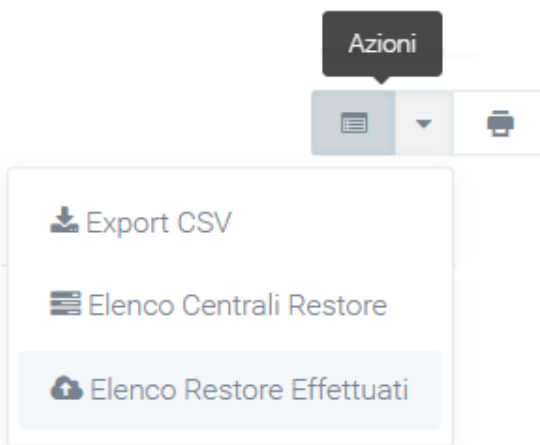 Azioni
Export CSV
Elenco Centrali Restore
Elenco Restore Effettuati